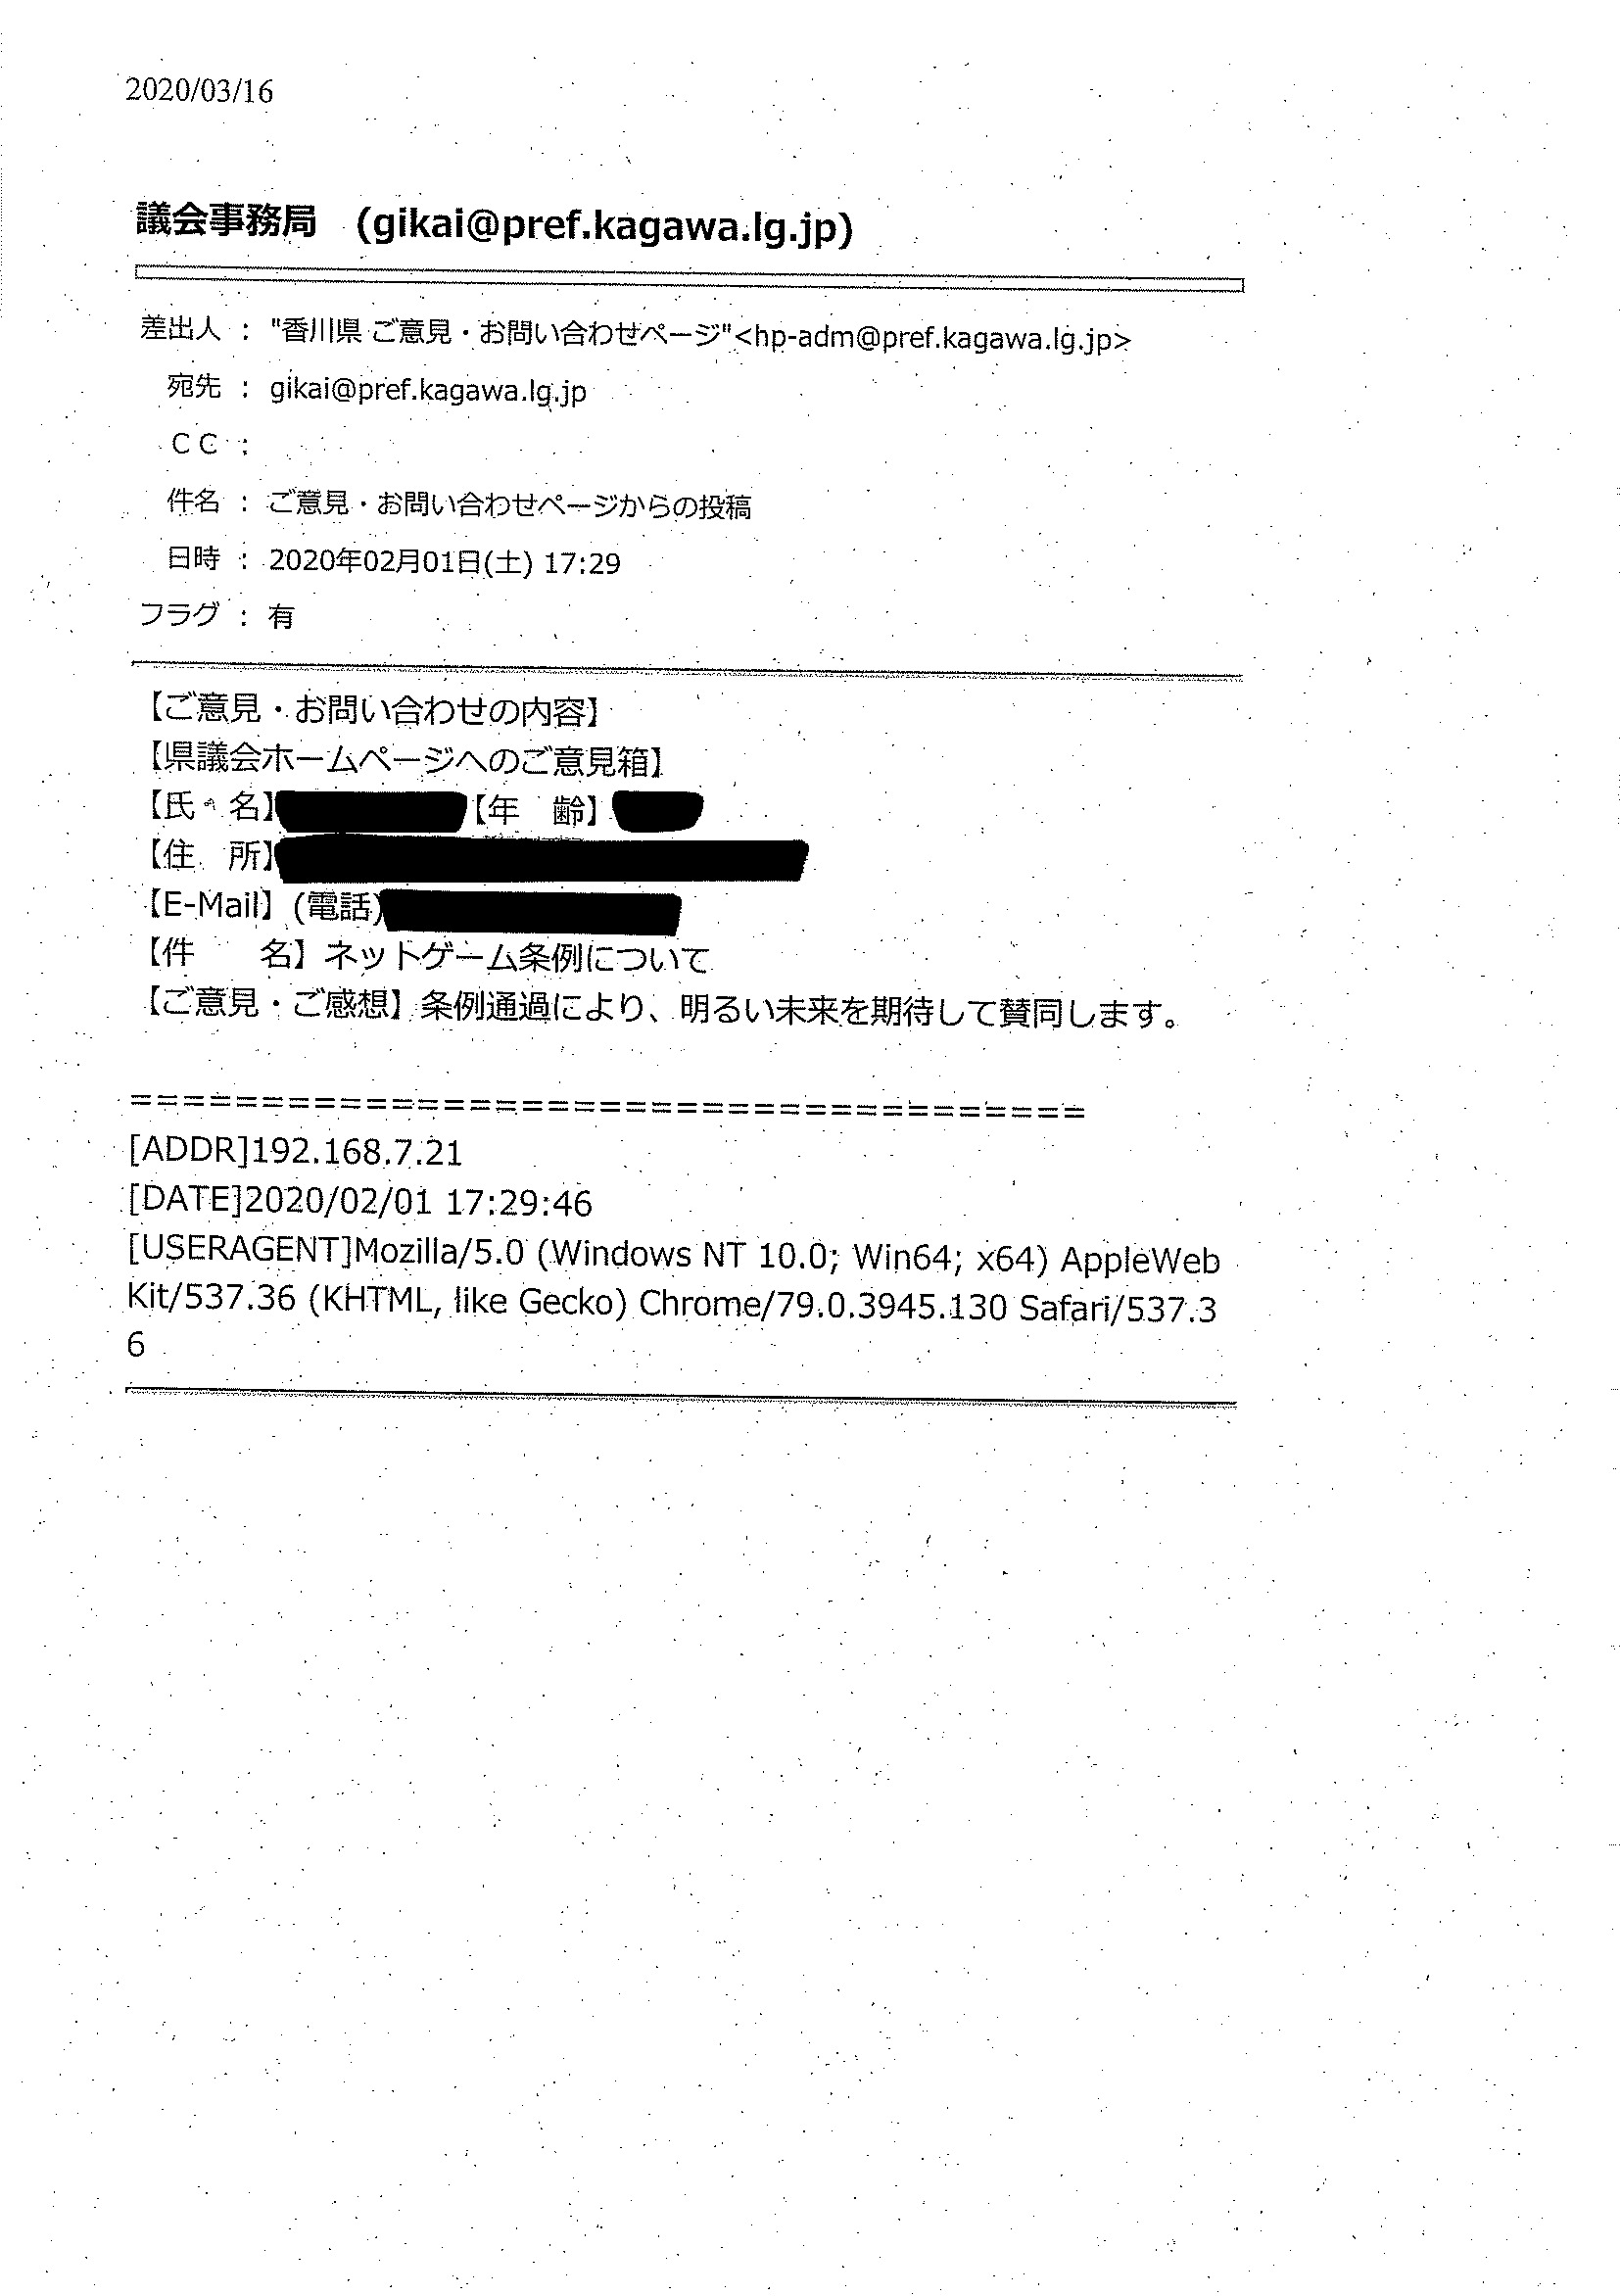 2020/03/16
議会事務局　(gikai@pref.kagawa.lg.jp)
差出人 ： "香川県 ご意見・お問い合わせページ"<hp-adm@pref.kagawa.lg.jp>
宛先 ： gikai@pref.kagawa.lg.jp
ＣＣ ：
件名 ： ご意見・お問い合わせページからの投稿
日時 ： 2020年02月01日(土) 17:29
フラグ ： 有
【ご意見・お問い合わせの内容】
【県議会ホームページへのご意見箱】
【氏　名】【年　齢】
【住　所】
【E-Mail】(電話)
【件　　名】ネットゲーム条例について
【ご意見・ご感想】条例通過により、明るい未来を期待して賛同します。
=====================================
[ADDR]192.168.7.21
[DATE]2020/02/01 17:29:46
[USERAGENT]Mozilla/5.0 (Windows NT 10.0; Win64; x64) AppleWeb
Kit/537.36 (KHTML, like Gecko) Chrome/79.0.3945.130 Safari/537.3
6